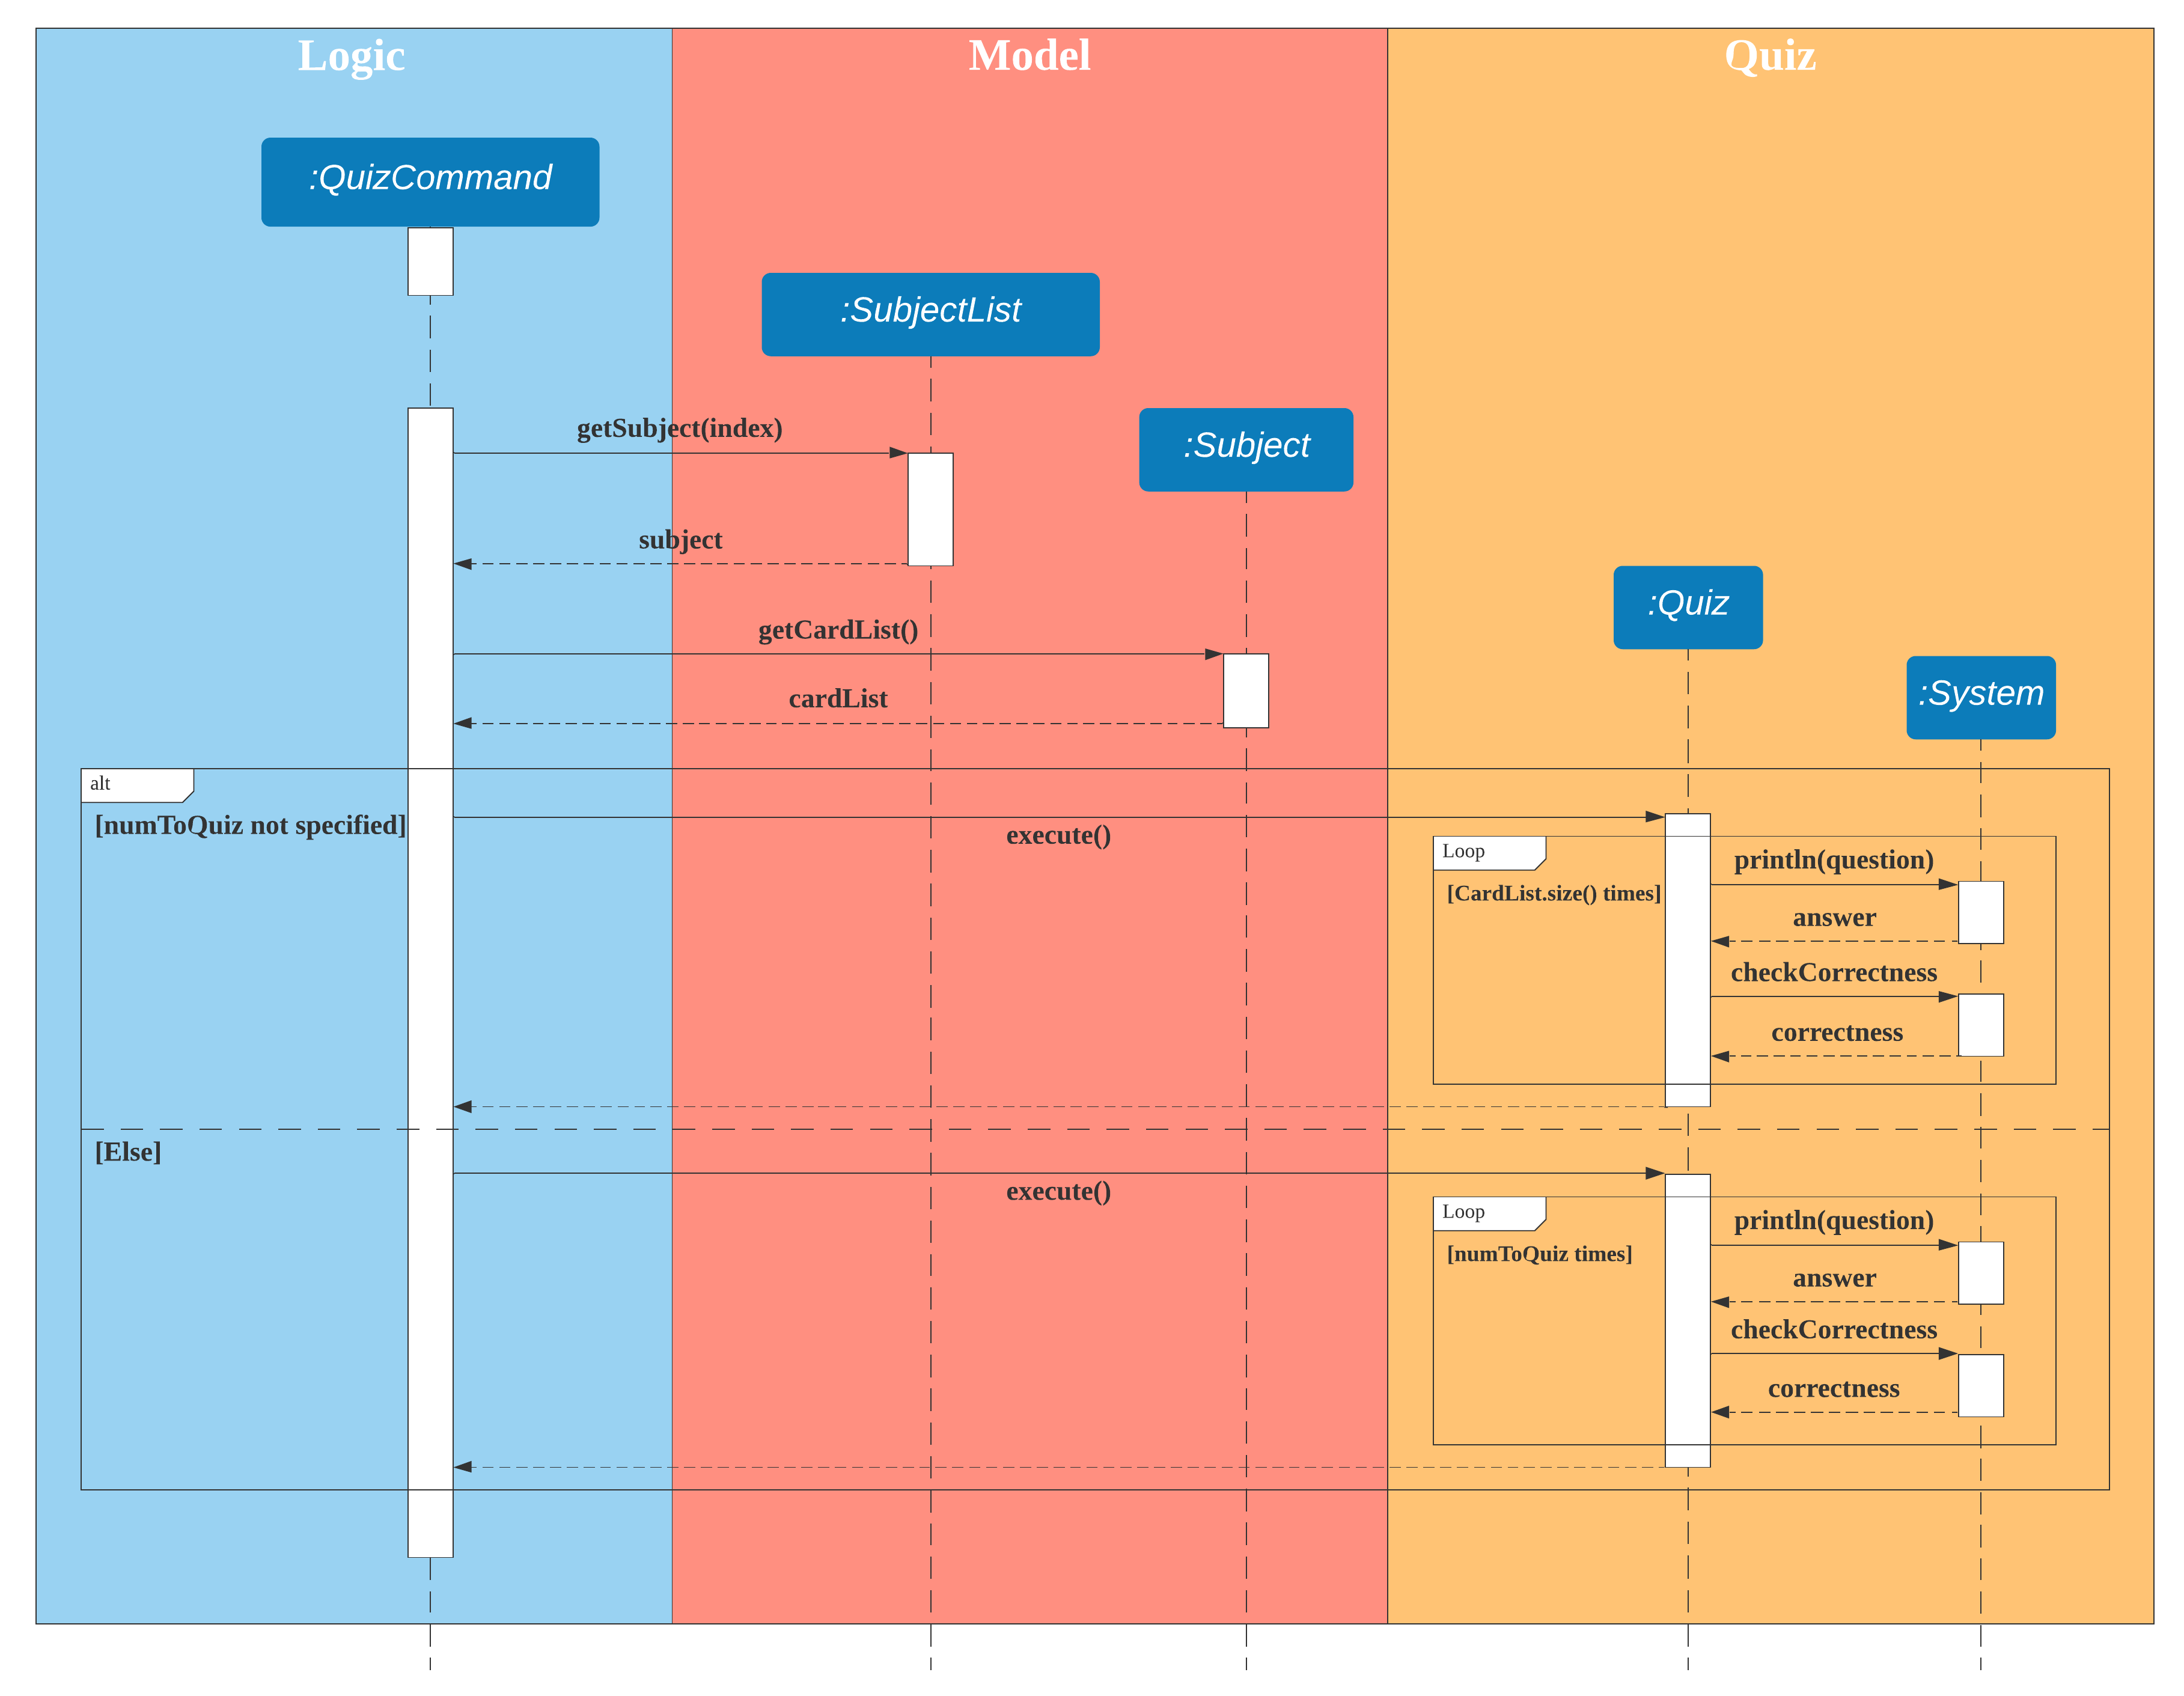 Logic
Model
Quiz
:QuizCommand
:SubjectList
:Subject
getSubject(index)
subject
:Quiz
getCardList()
:System
cardList
alt
[numToQuiz not specified]
execute()
Loop
println(question)
[CardList.size() times]
answer
checkCorrectness
correctness
[Else]
execute()
Loop
println(question)
[numToQuiz times]
answer
checkCorrectness
correctness